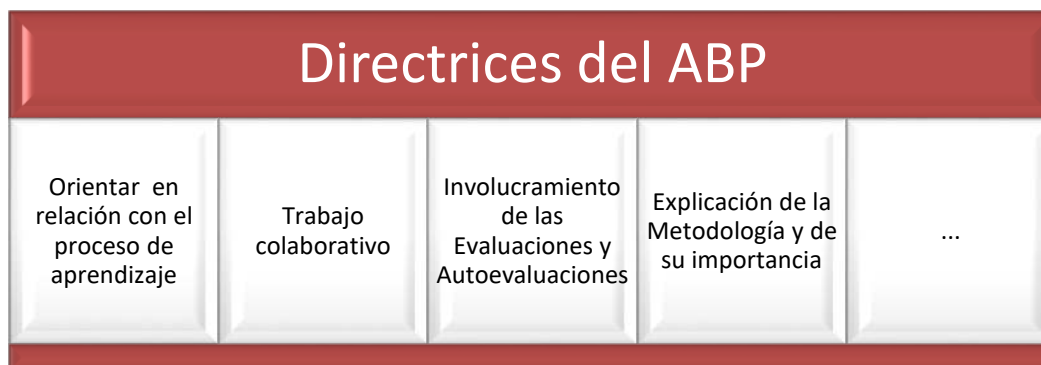 Directrices del ABP
Orientar en
relación con el
proceso de
aprendizaje
Trabajo
colaborativo
Involucramiento
de las
Evaluaciones y
Autoevaluaciones
Explicación de la
Metodología y de
su importancia
...